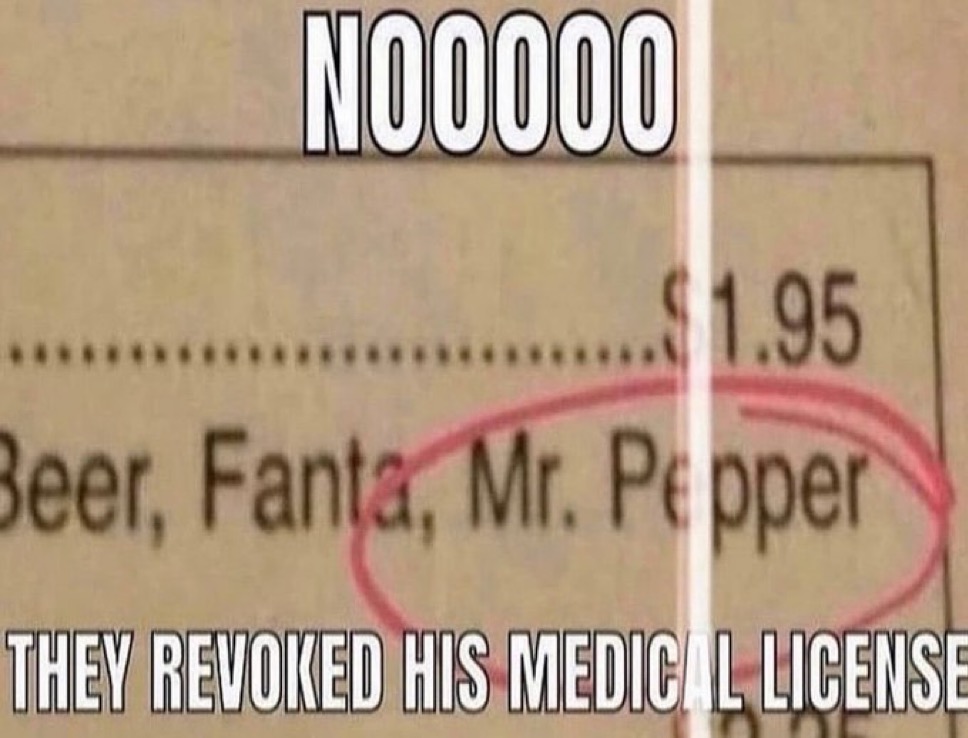 NOOOOO
............................$1.95
Beer, Fanta, Mr. Pepper
THEY REVOKED HIS MEDICAL LICENSE